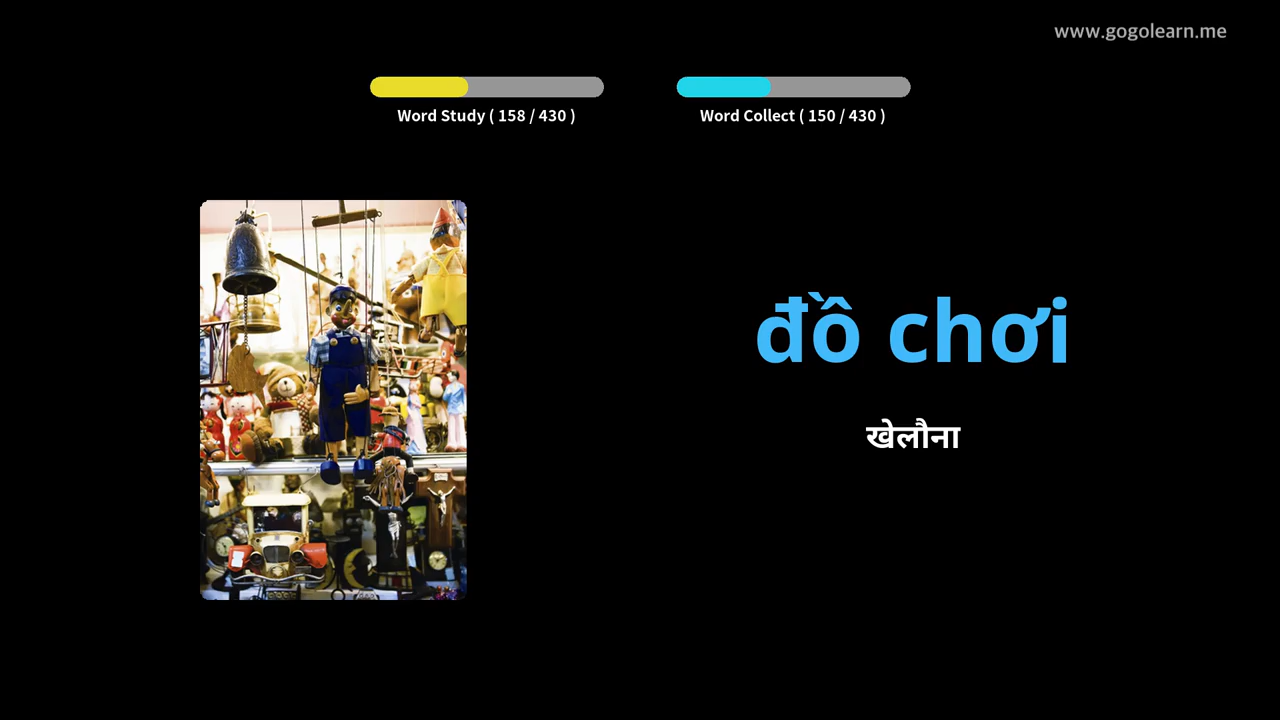 www.gogolearn.me
Word Study ( 158 / 430 )
Word Collect ( 150 / 430 )
đồ chơi
खेलौना